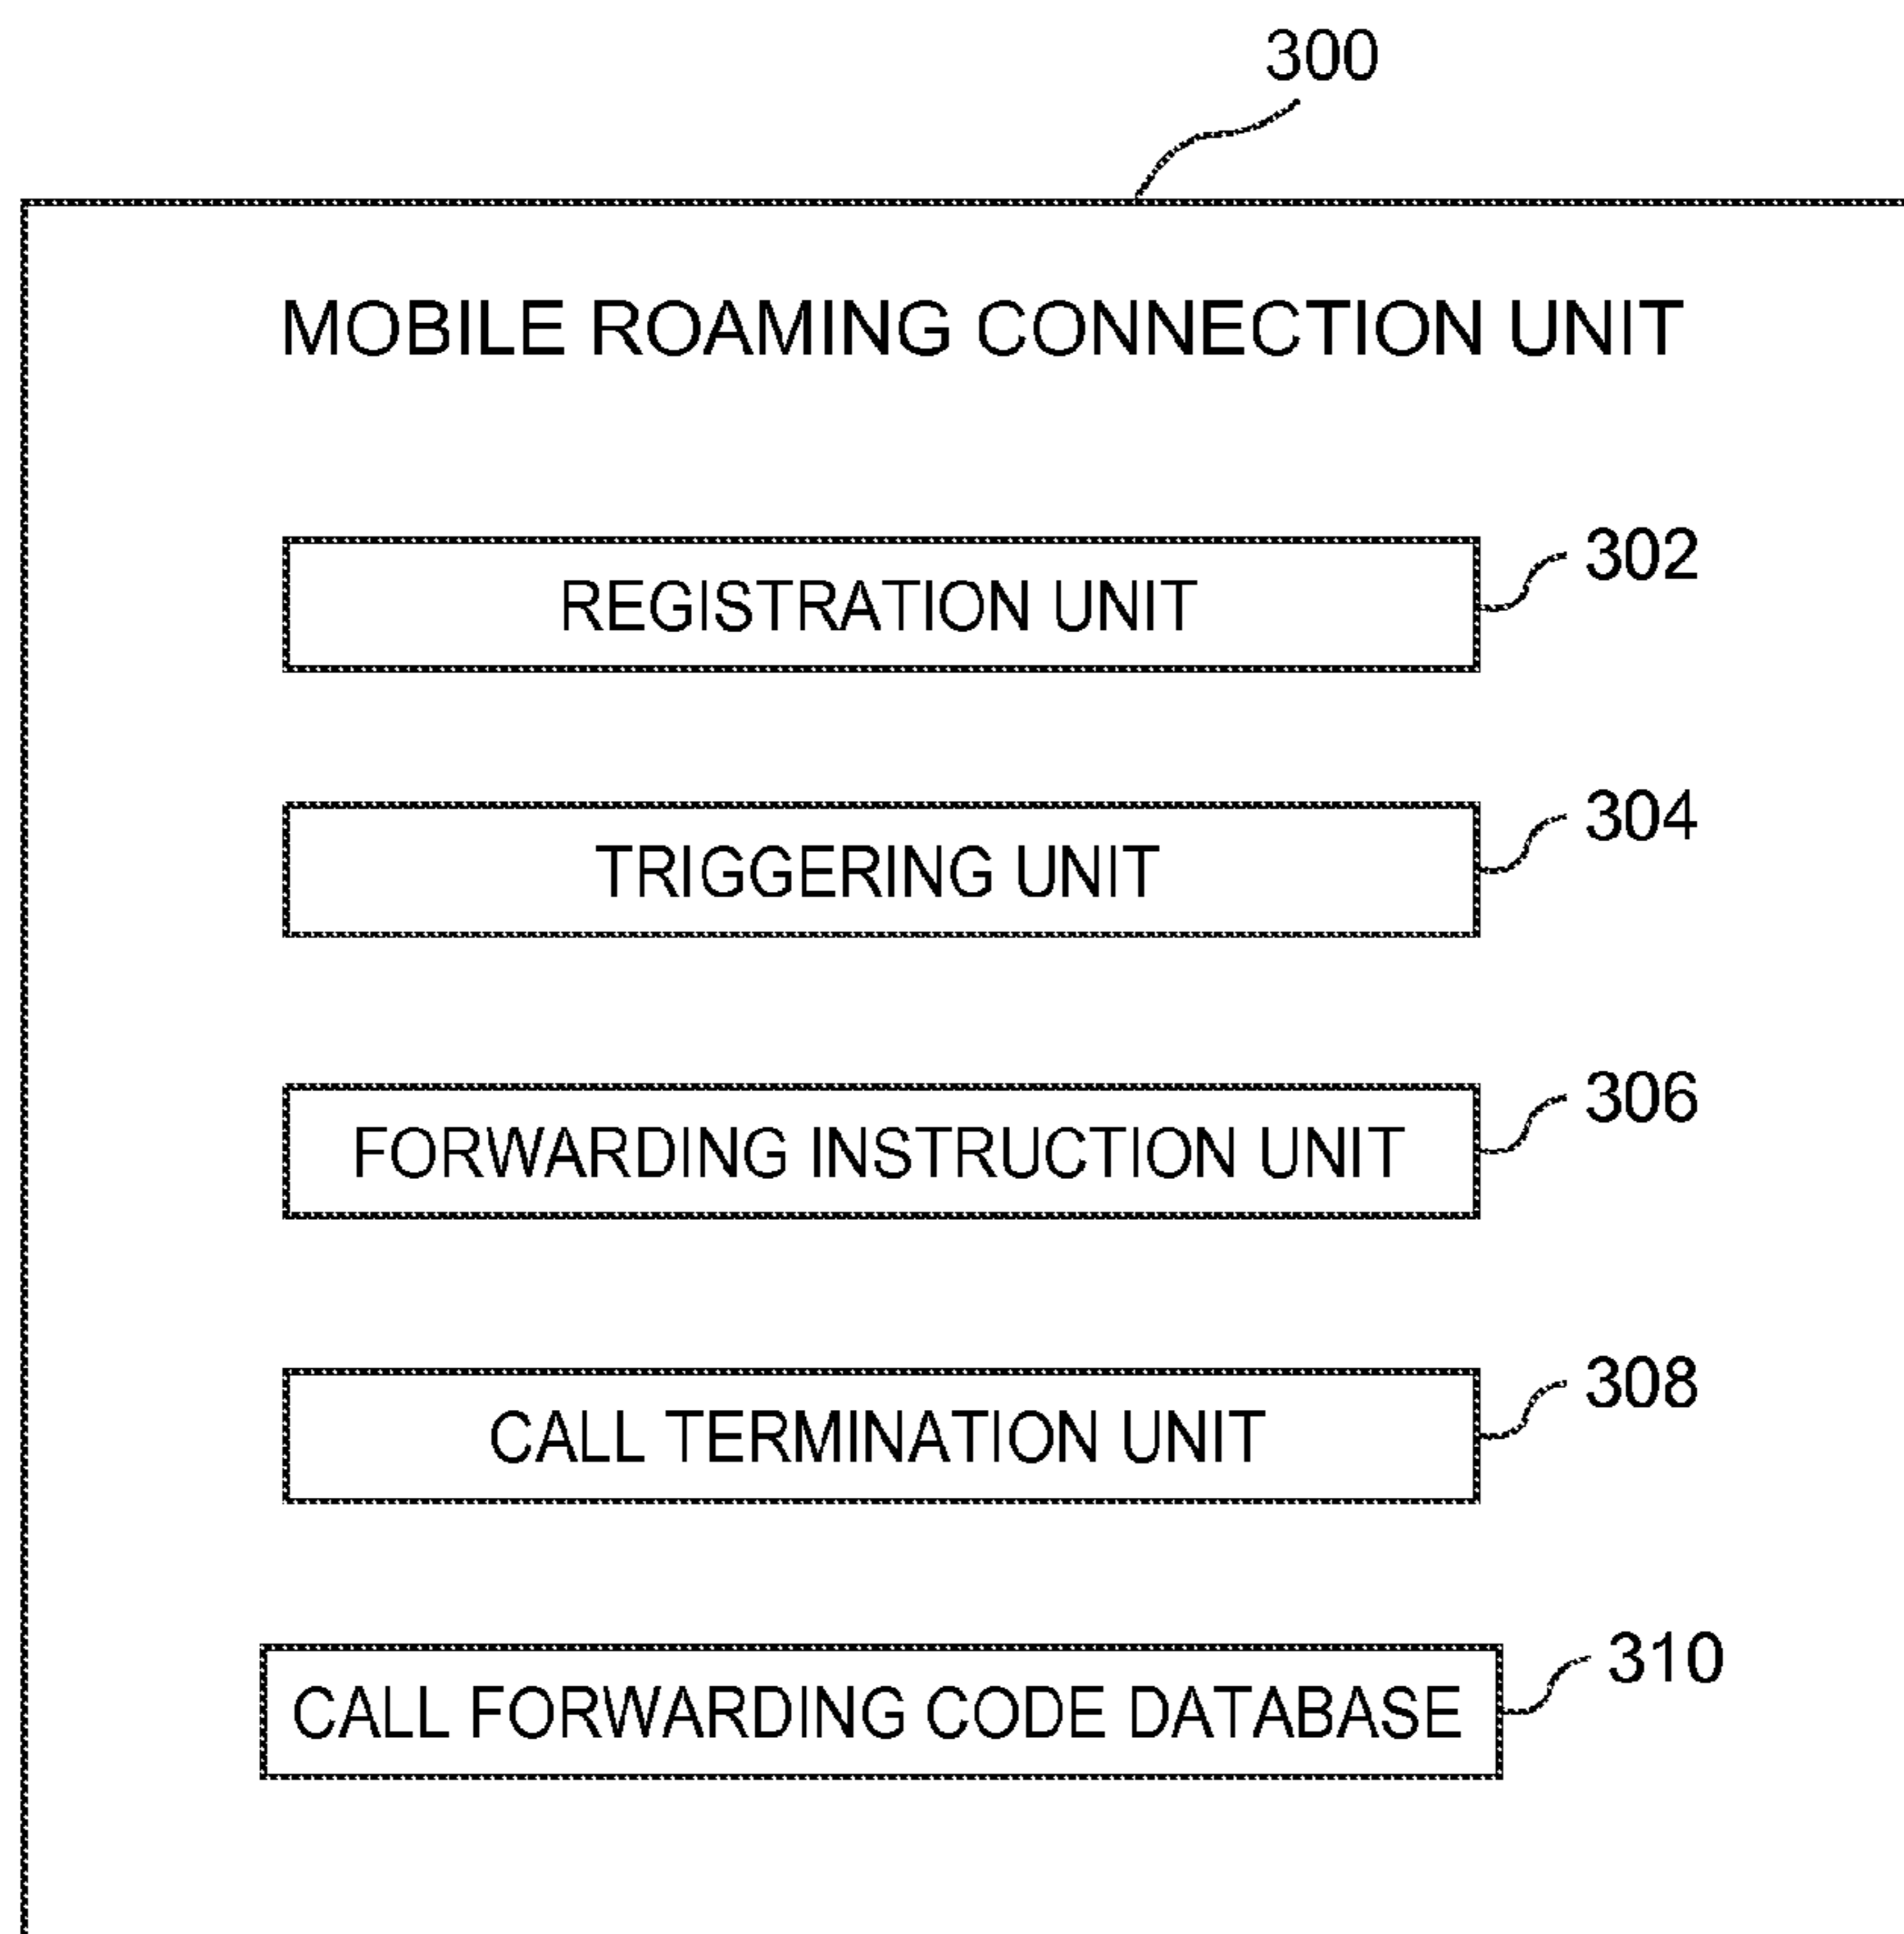 300
MOBILE ROAMING CONNECTION UNIT
REGISTRATION UNIT
302
TRIGGERING UNIT
304
FORWARDING INSTRUCTION UNIT
306
CALL TERMINATION UNIT
308
CALL FORWARDING CODE DATABASE
310